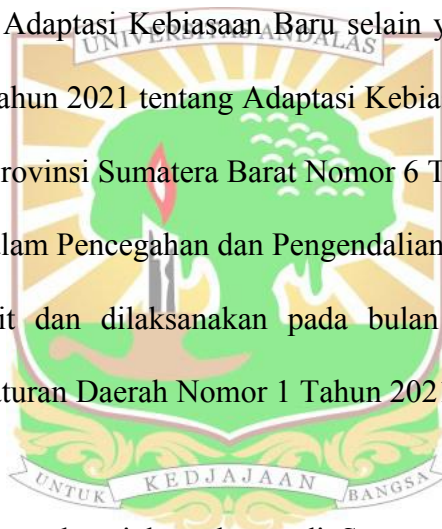 Adaptasi Kebiasaan Baru selain y
UNIVERSITAS ANDALAS
ahun 2021 tentang Adaptasi Kebia
rovinsi Sumatera Barat Nomor 6 T
lam Pencegahan dan Pengendalian
it dan dilaksanakan pada bulan
aturan Daerah Nomor 1 Tahun 202
UNTUK KEDJAJAAN BANGSA